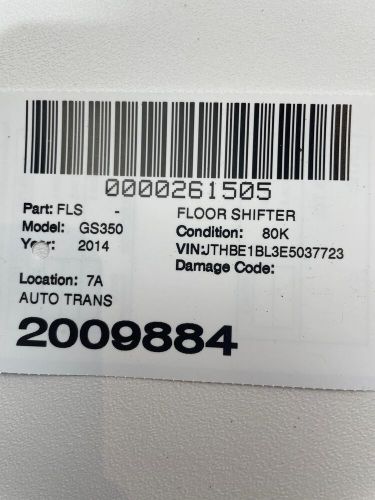 0000261505
Part: FLS - FLOOR SHIFTER
Model: GS350 Condition: 80K
Year: 2014 VIN:JTHBE1BL3E5037723
Damage Code:
Location: 7A
AUTO TRANS
2009884